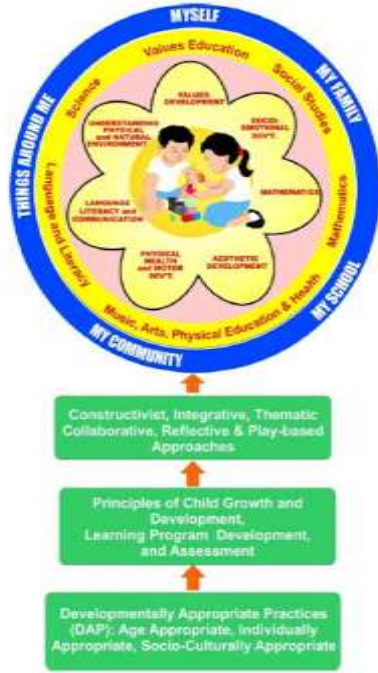 MYSELF
Values Education
Science
Social Studies
MY FAMILY
THINGS AROUND ME
VALUES
DEVELOPMENT
UNDERSTANDING
PHYSICAL
and NATURAL
ENVIRONMENT
SOCIO-
EMOTIONAL
DEV'T.
LANGUAGE
LITERACY and
COMMUNICATION
MATHEMATICS
PHYSICAL
HEALTH
and MOTOR
DEV'T.
AESTHETIC
DEVELOPMENT
Language and Literacy
Mathematics
Music, Arts, Physical Education & Health
MY SCHOOL
MY COMMUNITY
Constructivist, Integrative, Thematic
Collaborative, Reflective & Play-based
Approaches
Principles of Child Growth and
Development,
Learning Program Development,
and Assessment
Developmentally Appropriate Practices
(DAP): Age Appropriate, Individually
Appropriate, Socio-Culturally Appropriate